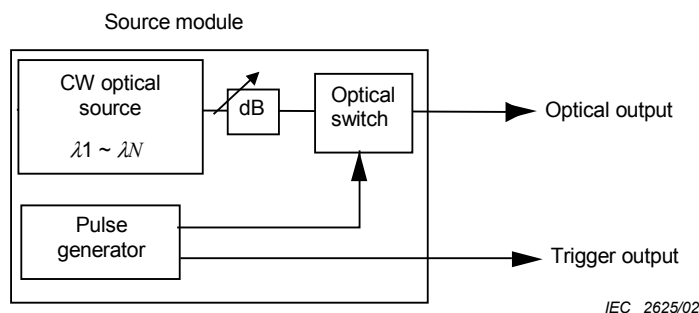 Source module
CW optical
source
λ1 ~ λN
dB
Optical
switch
Optical output
Pulse
generator
Trigger output
IEC 2625/02